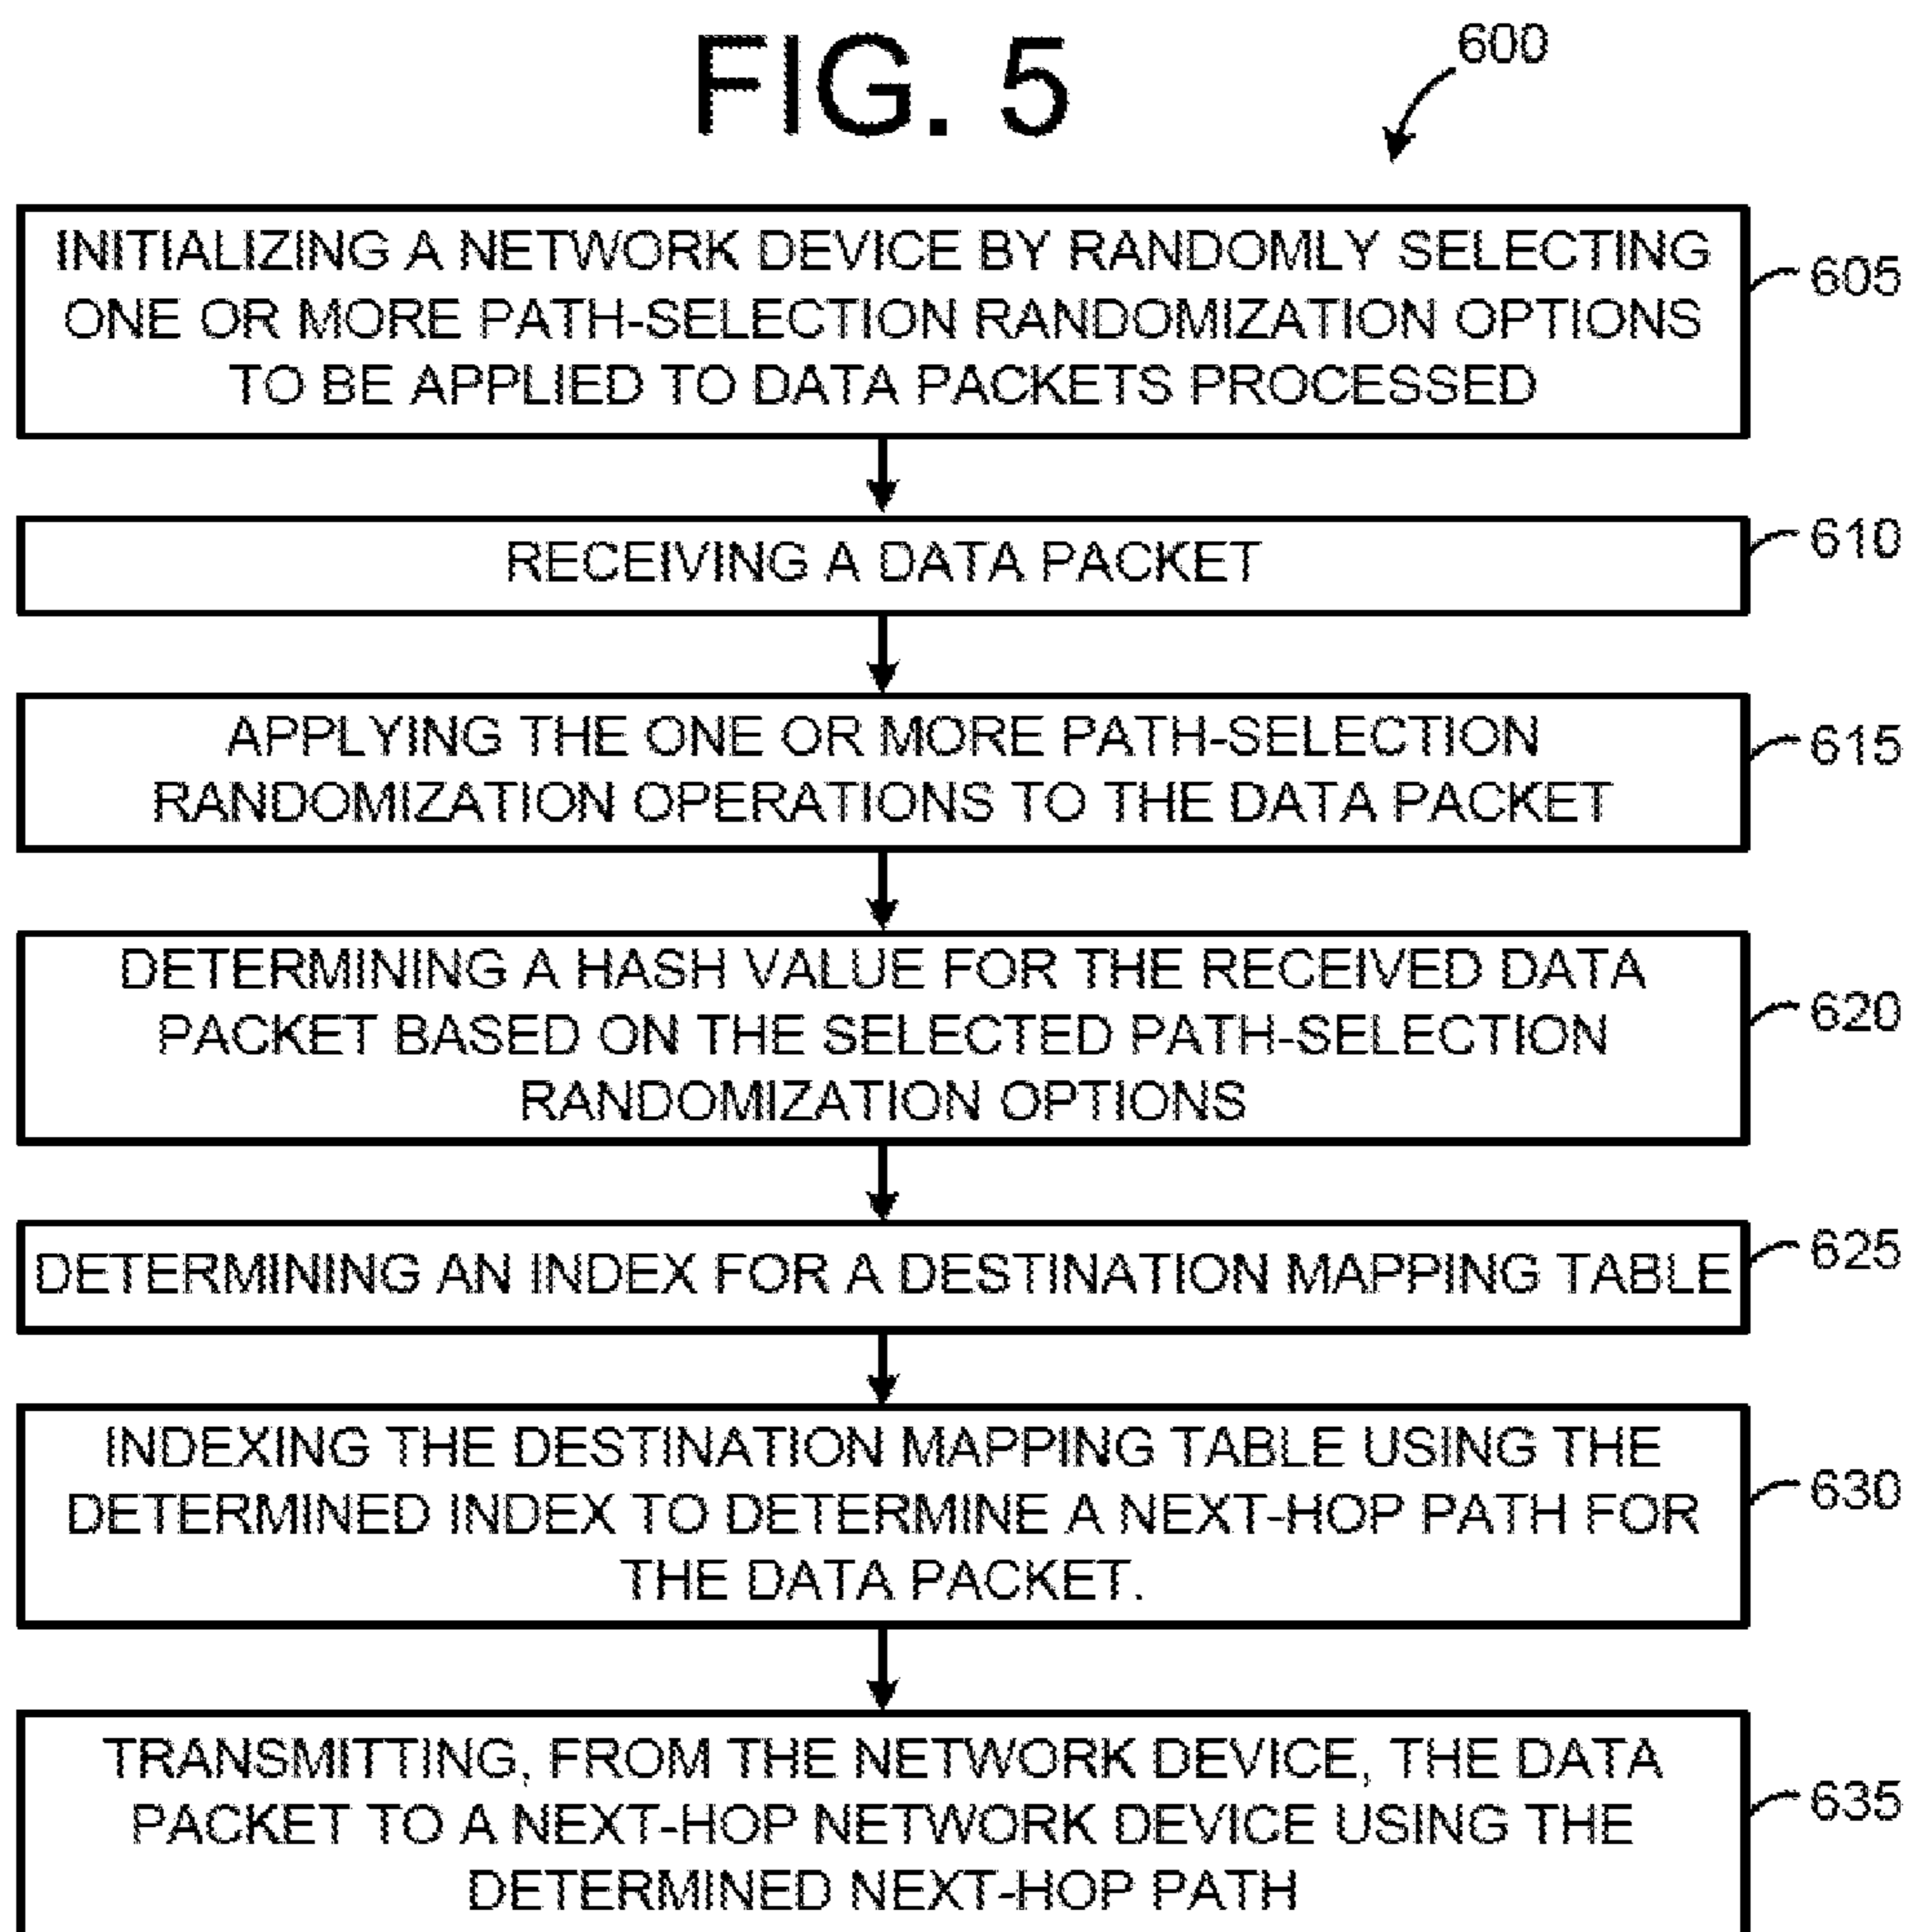 FIG. 5
600
INITIALIZING A NETWORK DEVICE BY RANDOMLY SELECTING
ONE OR MORE PATH-SELECTION RANDOMIZATION OPTIONS
TO BE APPLIED TO DATA PACKETS PROCESSED
605
RECEIVING A DATA PACKET
610
APPLYING THE ONE OR MORE PATH-SELECTION
RANDOMIZATION OPERATIONS TO THE DATA PACKET
615
DETERMINING A HASH VALUE FOR THE RECEIVED DATA
PACKET BASED ON THE SELECTED PATH-SELECTION
RANDOMIZATION OPTIONS
620
DETERMINING AN INDEX FOR A DESTINATION MAPPING TABLE
625
INDEXING THE DESTINATION MAPPING TABLE USING THE
DETERMINED INDEX TO DETERMINE A NEXT-HOP PATH FOR
THE DATA PACKET.
630
TRANSMITTING, FROM THE NETWORK DEVICE, THE DATA
PACKET TO A NEXT-HOP NETWORK DEVICE USING THE
DETERMINED NEXT-HOP PATH
635